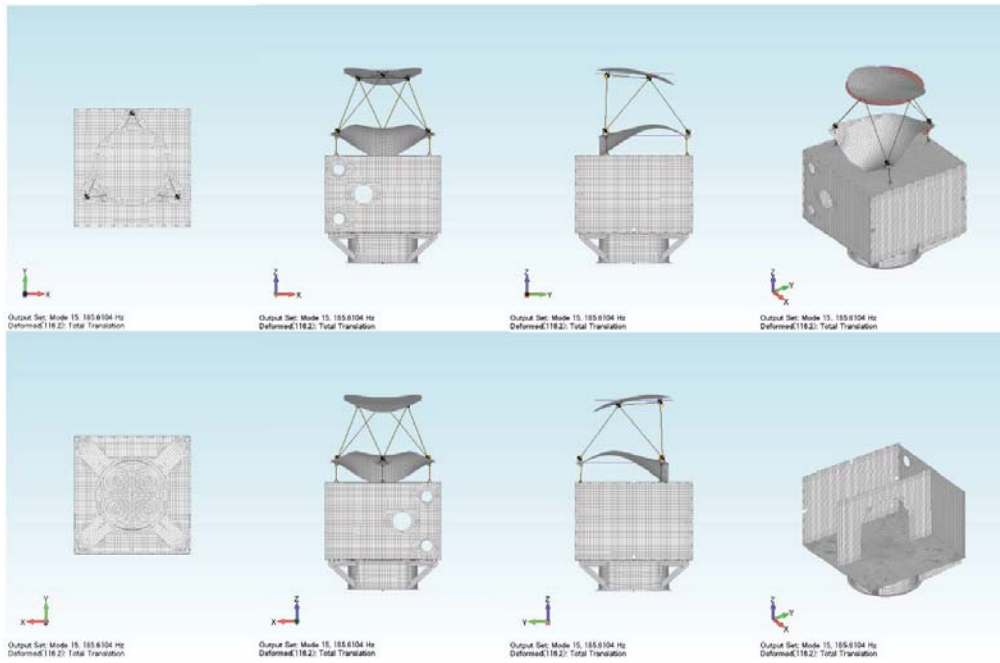 Y
X
Output Set: Mode 15, 185.6104 Hz
Deformed(116.2): Total Translation
Z
X
Output Set: Mode 15, 185.6104 Hz
Deformed(116.2): Total Translation
Z
Y
Output Set: Mode 15, 185.6104 Hz
Deformed(116.2): Total Translation
Z
Y
X
Output Set: Mode 15, 185.6104 Hz
Deformed(116.2): Total Translation
Y
X
Output Set: Mode 15, 185.6104 Hz
Deformed(116.2): Total Translation
Z
X
Output Set: Mode 15, 185.6104 Hz
Deformed(116.2): Total Translation
Z
Y
Output Set: Mode 15, 185.6104 Hz
Deformed(116.2): Total Translation
Z
Y
X
Output Set: Mode 15, 185.6104 Hz
Deformed(116.2): Total Translation